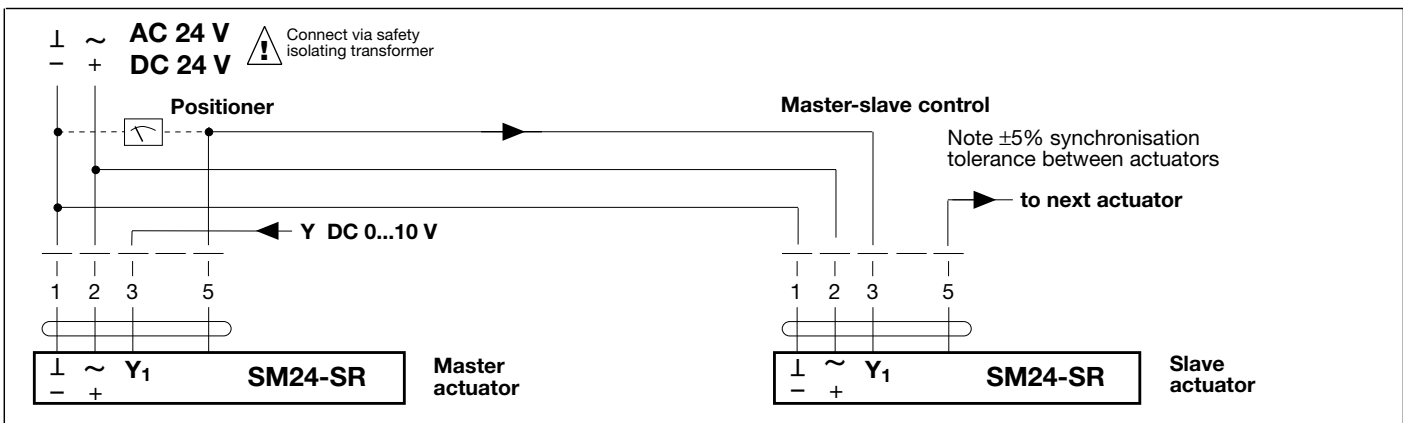 ⊥ ~ AC 24 V
− + DC 24 V
! Connect via safety
isolating transformer
Positioner
Master-slave control
Note ±5% synchronisation
tolerance between actuators
to next actuator
Y DC 0...10 V
1 2 3 5
1 2 3 5
⊥ ~ Y₁ SM24-SR
− +
Master
actuator
⊥ ~ Y₁ SM24-SR
− +
Slave
actuator